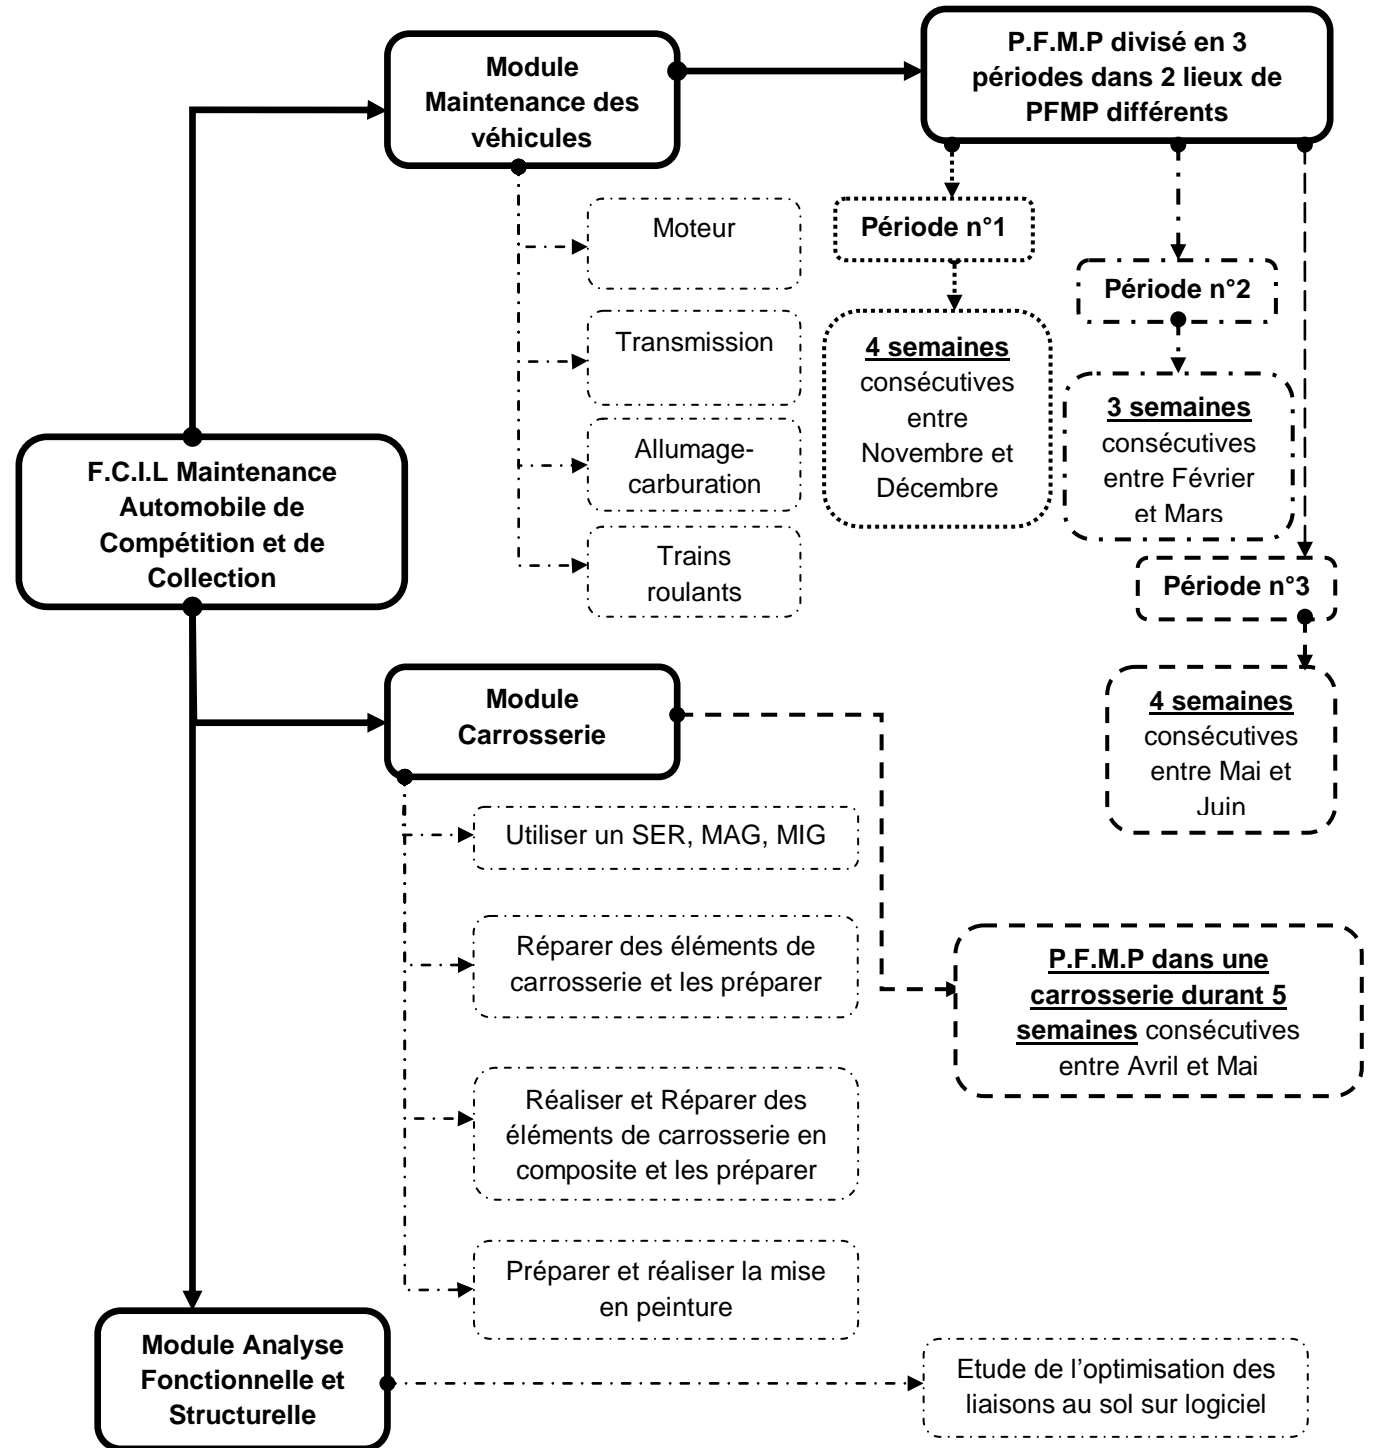 Module
Maintenance des
véhicules
P.F.M.P divisé en 3
périodes dans 2 lieux de
PFMP différents
Moteur
Transmission
Allumage-
carburation
Trains
roulants
Période n°1
4 semaines
consécutives
entre
Novembre et
Décembre
Période n°2
3 semaines
consécutives
entre Février
et Mars
Période n°3
4 semaines
consécutives
entre Mai et
Juin
F.C.I.L Maintenance
Automobile de
Compétition et de
Collection
Module
Carrosserie
Utiliser un SER, MAG, MIG
Réparer des éléments de
carrosserie et les préparer
Réaliser et Réparer des
éléments de carrosserie en
composite et les préparer
Préparer et réaliser la mise
en peinture
P.F.M.P dans une
carrosserie durant 5
semaines consécutives
entre Avril et Mai
Module Analyse
Fonctionnelle et
Structurelle
Etude de l’optimisation des
liaisons au sol sur logiciel